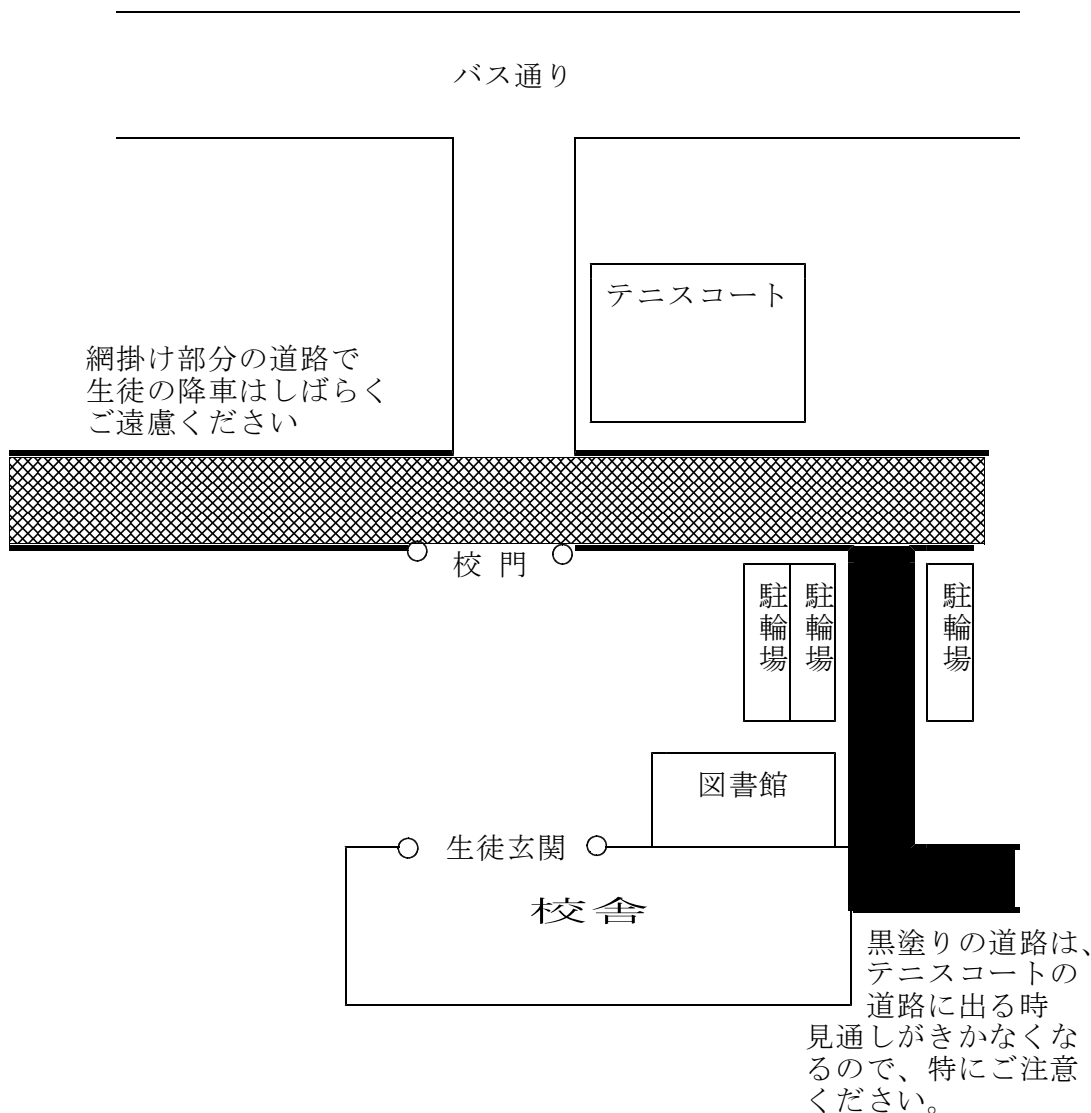 バス通り
テニスコート
網掛け部分の道路で
生徒の降車はしばらく
ご遠慮ください
校 門
駐輪場
駐輪場
駐輪場
図書館
生徒玄関
校舎
黒塗りの道路は、
テニスコートの
道路に出る時
見通しがきかなくな
るので、特にご注意
ください。